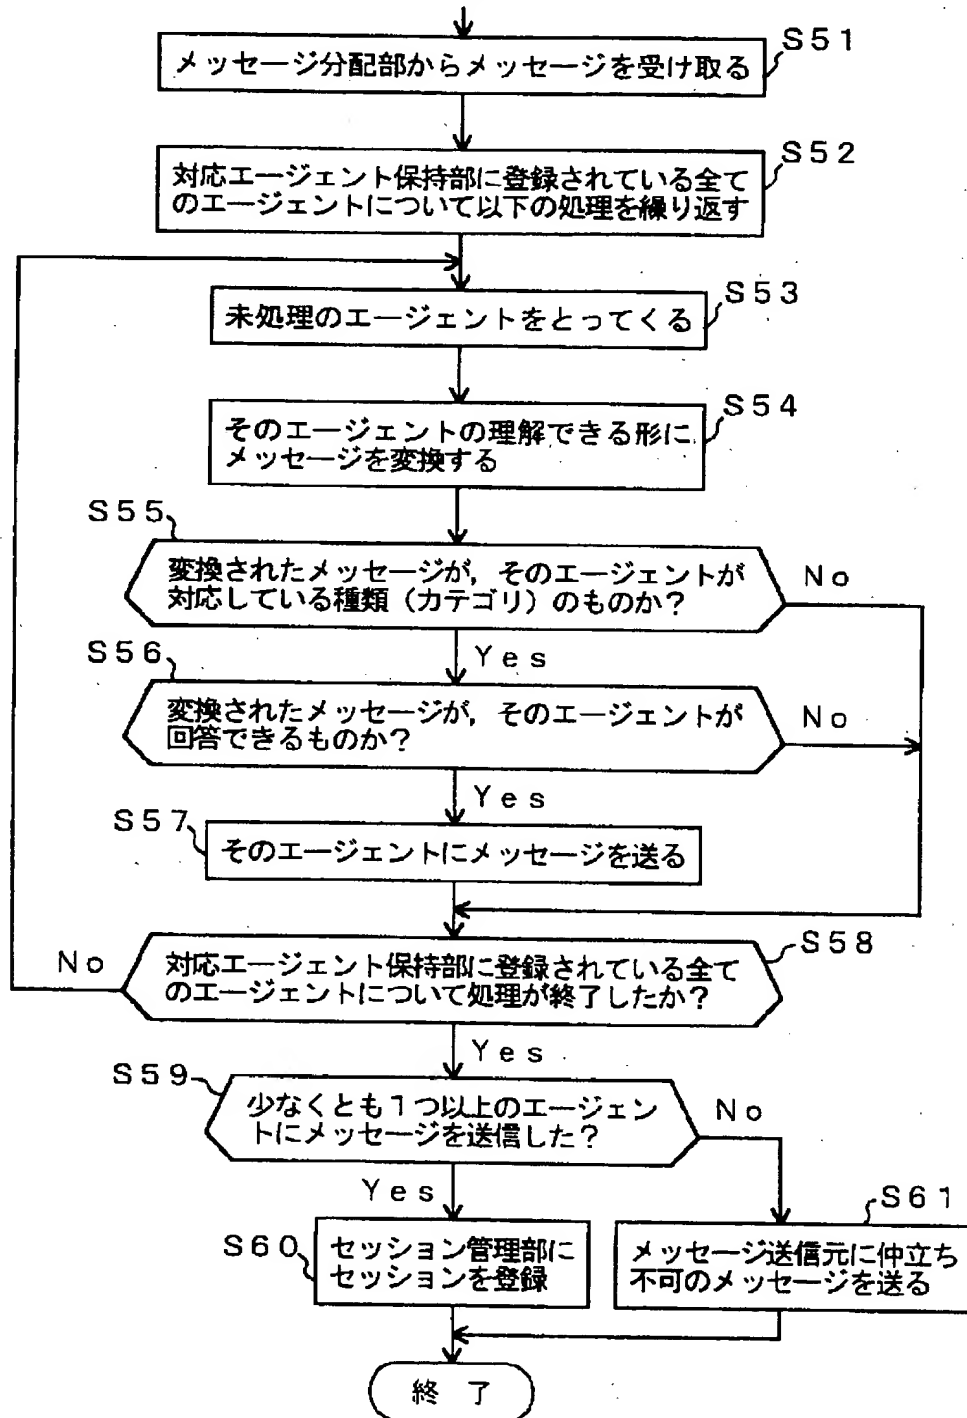 S51
メッセージ分配部からメッセージを受け取る
S52
対応エージェント保持部に登録されている全て
のエージェントについて以下の処理を繰り返す
S53
未処理のエージェントをとってくる
S54
そのエージェントの理解できる形に
メッセージを変換する
S55
変換されたメッセージが，そのエージェントが
対応している種類（カテゴリ）のものか？
No
Yes
S56
変換されたメッセージが，そのエージェントが
回答できるものか？
No
Yes
S57
そのエージェントにメッセージを送る
S58
対応エージェント保持部に登録されている全て
のエージェントについて処理が終了したか？
No
Yes
S59
少なくとも1つ以上のエージェン
トにメッセージを送信した？
No
Yes
S60
セッション管理部に
セッションを登録
S61
メッセージ送信元に仲立ち
不可のメッセージを送る
終 了